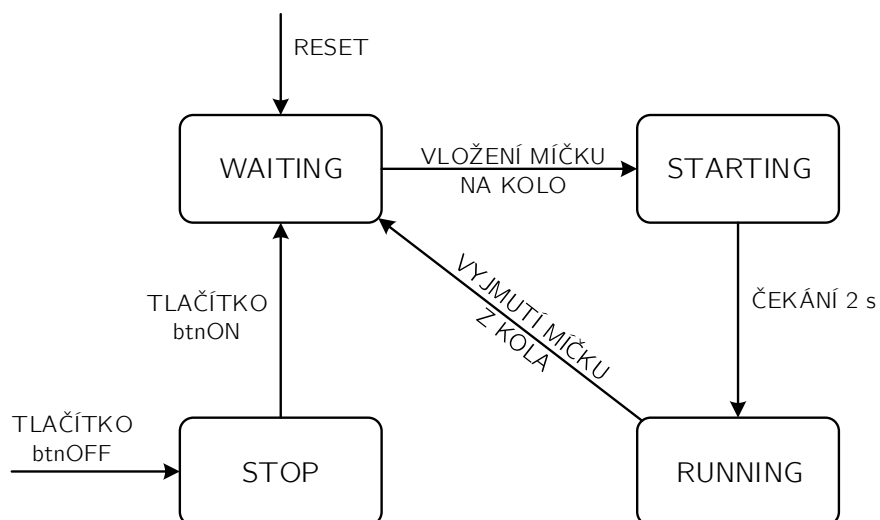 RESET
WAITING
VLOŽENÍ MÍČKU
NA KOLO
STARTING
TLAČÍTKO
btnON
VYJMUTÍ MÍČKU
Z KOLA
ČEKÁNÍ 2 s
TLAČÍTKO
btnOFF
STOP
RUNNING